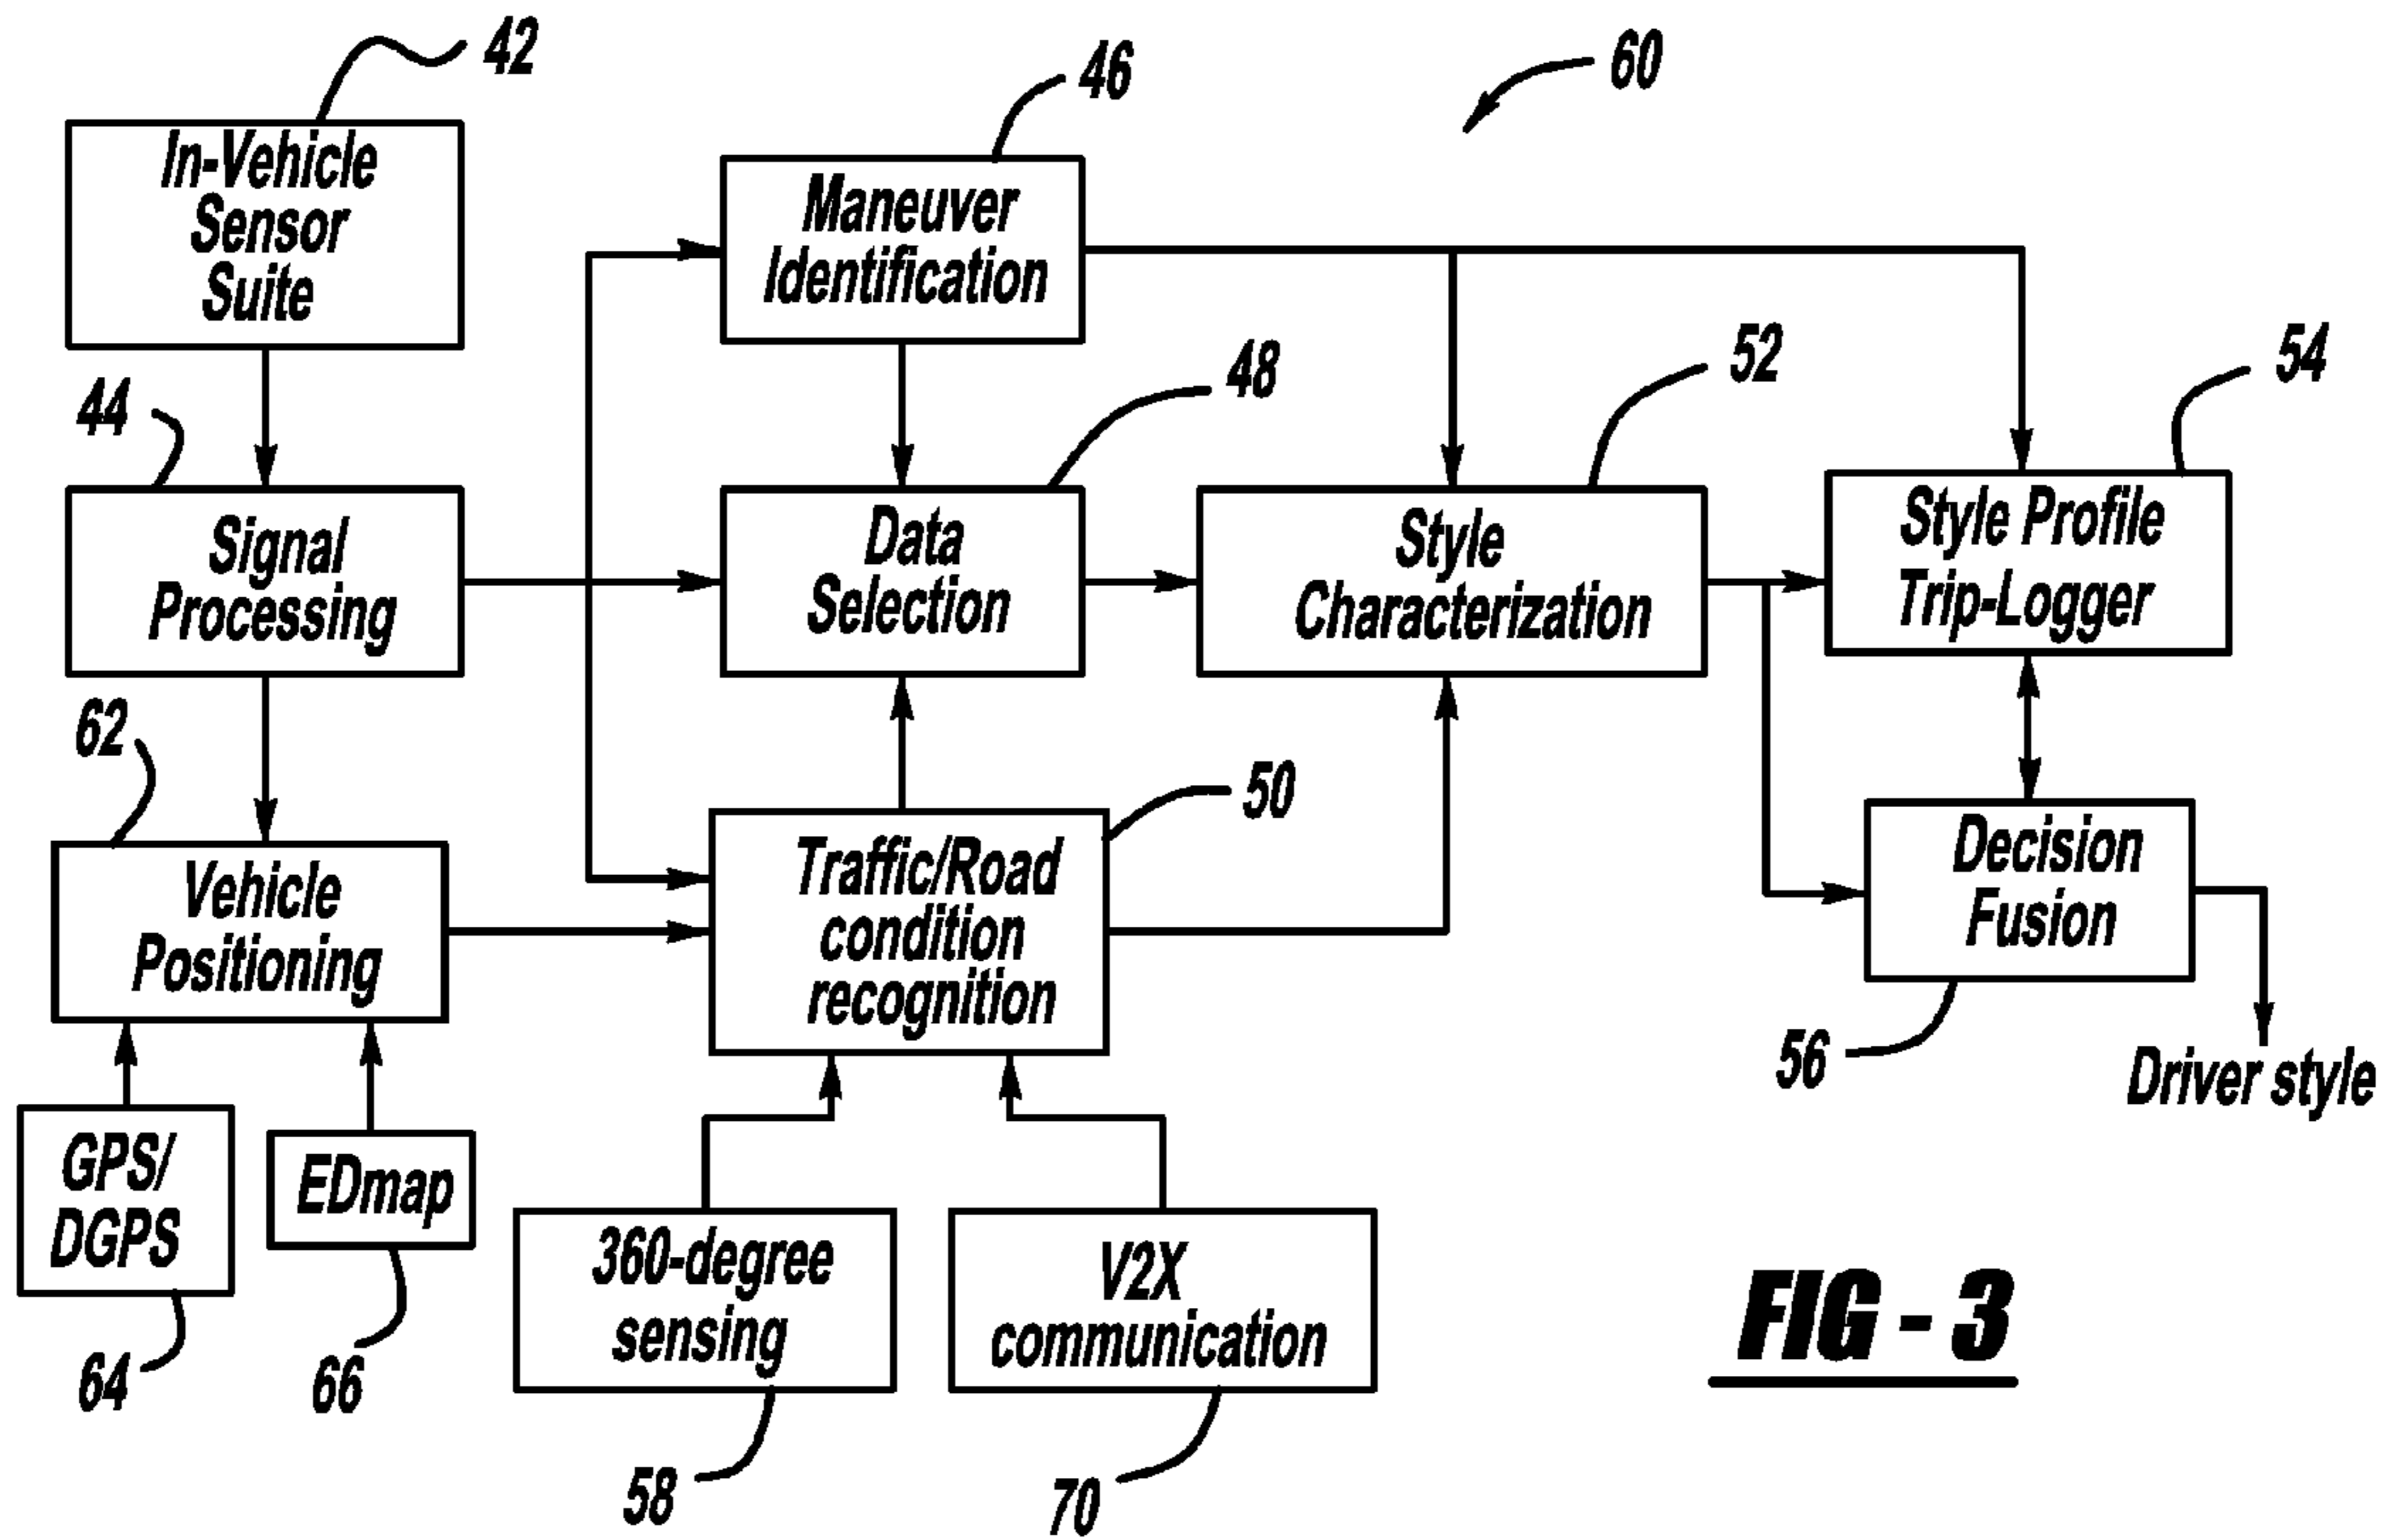 42
In-Vehicle
Sensor
Suite
46
Maneuver
Identification
60
44
Signal
Processing
48
Data
Selection
52
Style
Characterization
54
Style Profile
Trip-Logger
62
Vehicle
Positioning
50
Traffic/Road
condition
recognition
Decision
Fusion
56
Driver style
GPS/
DGPS
64
EDmap
66
360-degree
sensing
58
V2X
communication
70
FIG - 3